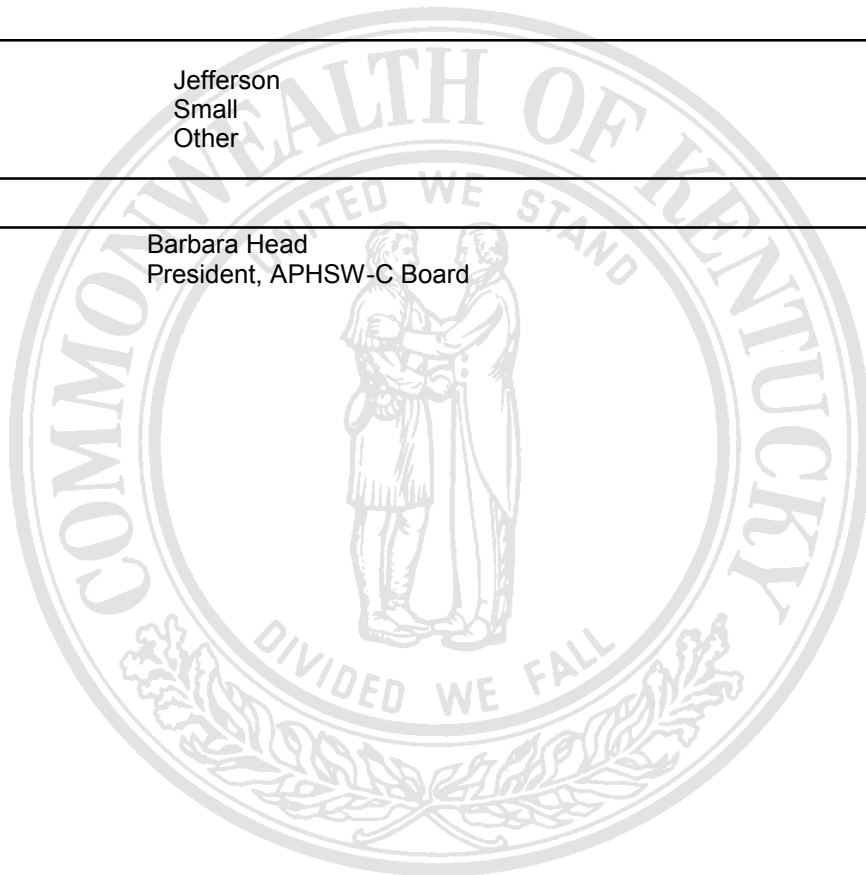 Jefferson
Small
Other
Barbara Head
President, APHSW-C Board
COMMONWEALTH OF KENTUCKY
UNITED WE STAND
DIVIDED WE FALL